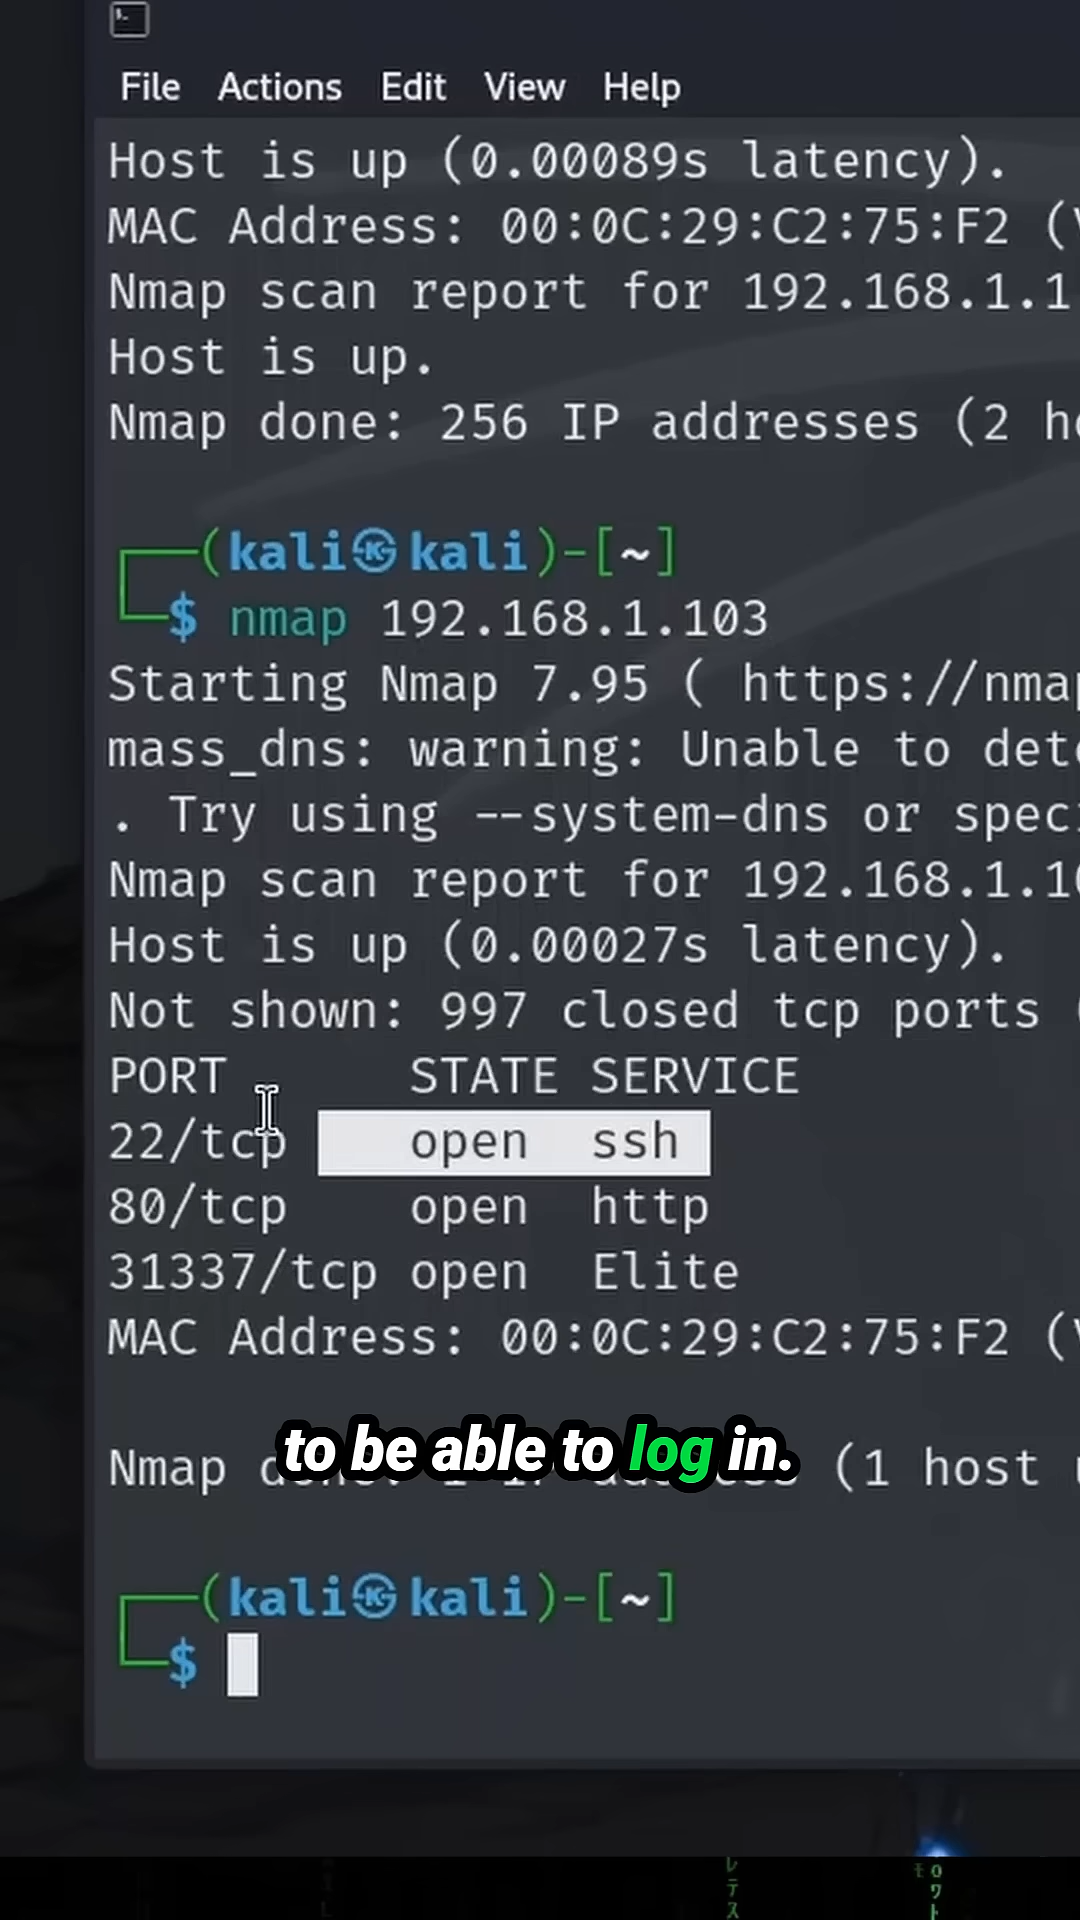 File Actions Edit View Help
Host is up (0.00089s latency).
MAC Address: 00:0C:29:C2:75:F2 (
Nmap scan report for 192.168.1.1
Host is up.
Nmap done: 256 IP addresses (2 h
(kali㉿kali)-[~]
$ nmap 192.168.1.103
Starting Nmap 7.95 ( https://nmap
mass_dns: warning: Unable to dete
. Try using --system-dns or speci
Nmap scan report for 192.168.1.10
Host is up (0.00027s latency).
Not shown: 997 closed tcp ports
PORT STATE SERVICE
22/tcp open ssh
80/tcp open http
31337/tcp open Elite
MAC Address: 00:0C:29:C2:75:F2 (
to be able to log in.
Nmap (1 host
(kali㉿kali)-[~]
$